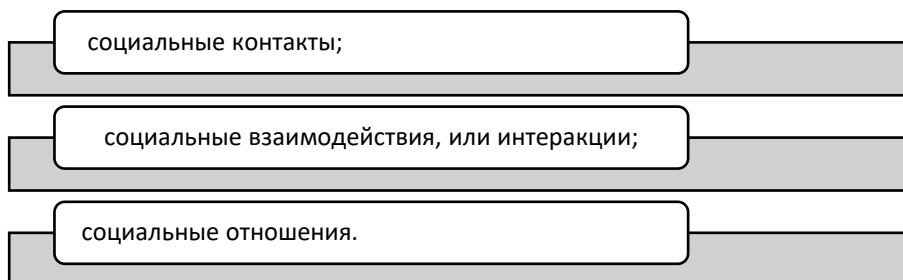 социальные контакты;
социальные взаимодействия, или интеракции;
социальные отношения.